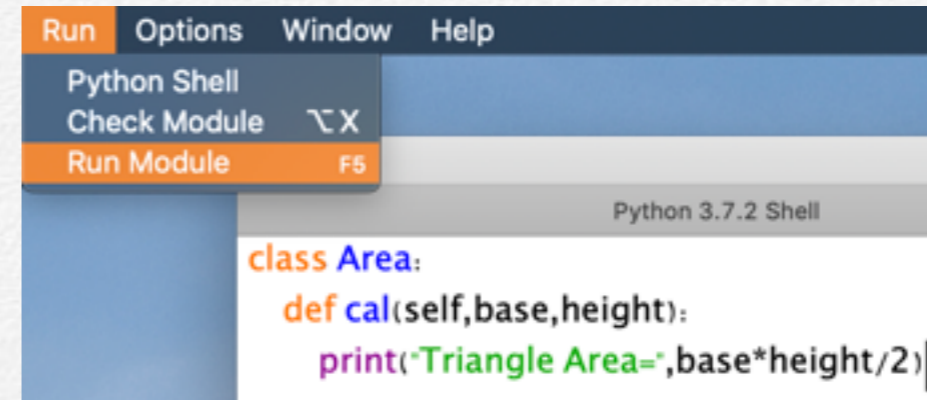 Run Options Window Help
Python Shell
Check Module ⌥X
Run Module F5
Python 3.7.2 Shell
class Area:
def cal(self,base,height):
print("Triangle Area=",base*height/2)